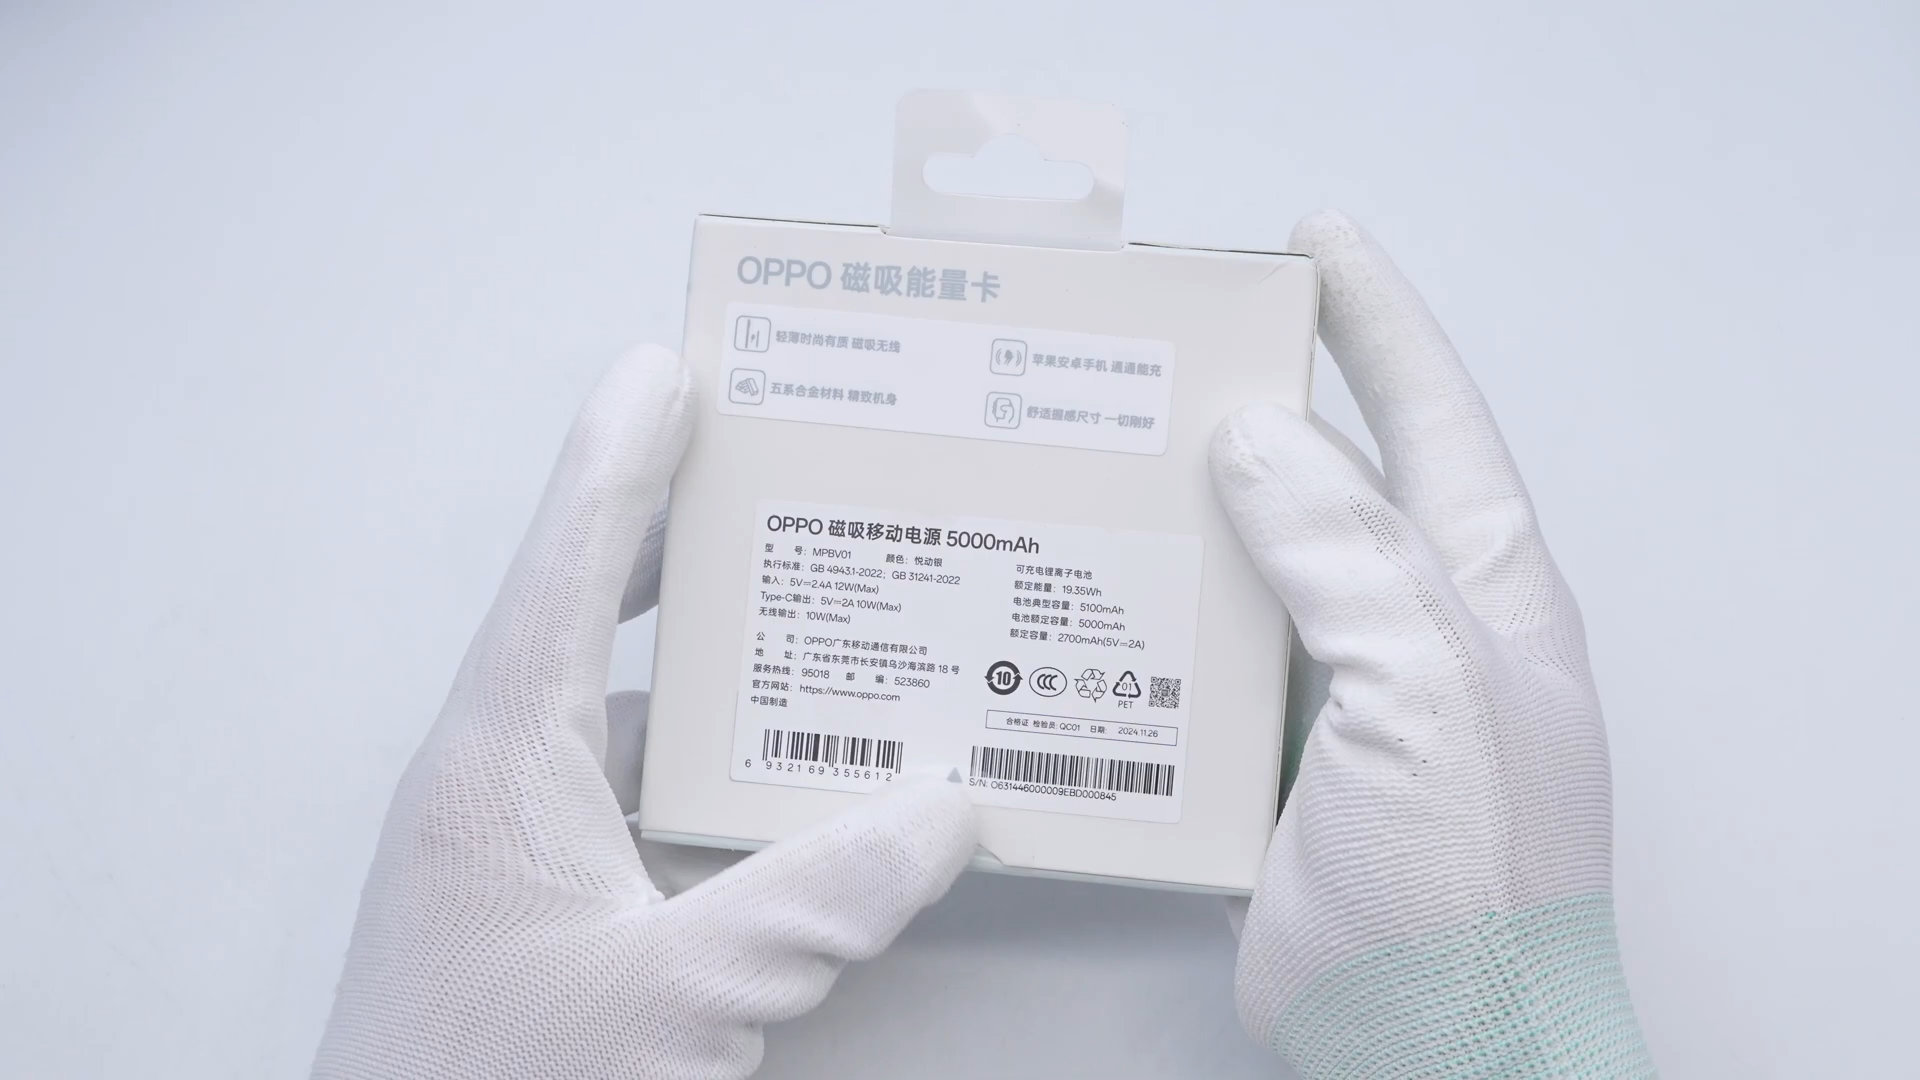 OPPO 磁吸能量卡
轻薄时尚有质 磁吸无线
苹果安卓手机 通通能充
五系合金材料 精致机身
舒适握感尺寸 一切刚好
OPPO 磁吸移动电源 5000mAh
型 号：MPBV01 颜色：悦动银
执行标准：GB 4943.1-2022；GB 31241-2022
输入：5V⎓2.4A 12W(Max)
Type-C输出：5V⎓2A 10W(Max)
无线输出：10W(Max)
可充电锂离子电池
额定能量：19.35Wh
电池典型容量：5100mAh
电池额定容量：5000mAh
额定容量：2700mAh(5V⎓2A)
公 司：OPPO广东移动通信有限公司
地 址：广东省东莞市长安镇乌沙海滨路 18 号
服务热线：95018 邮 编：523860
官方网站：https://www.oppo.com
中国制造
10
CCC
01
PET
合格证 检验员: QC01 日期: 2024.11.26
6 932169 355612
S/N: O631446000009EBD000845